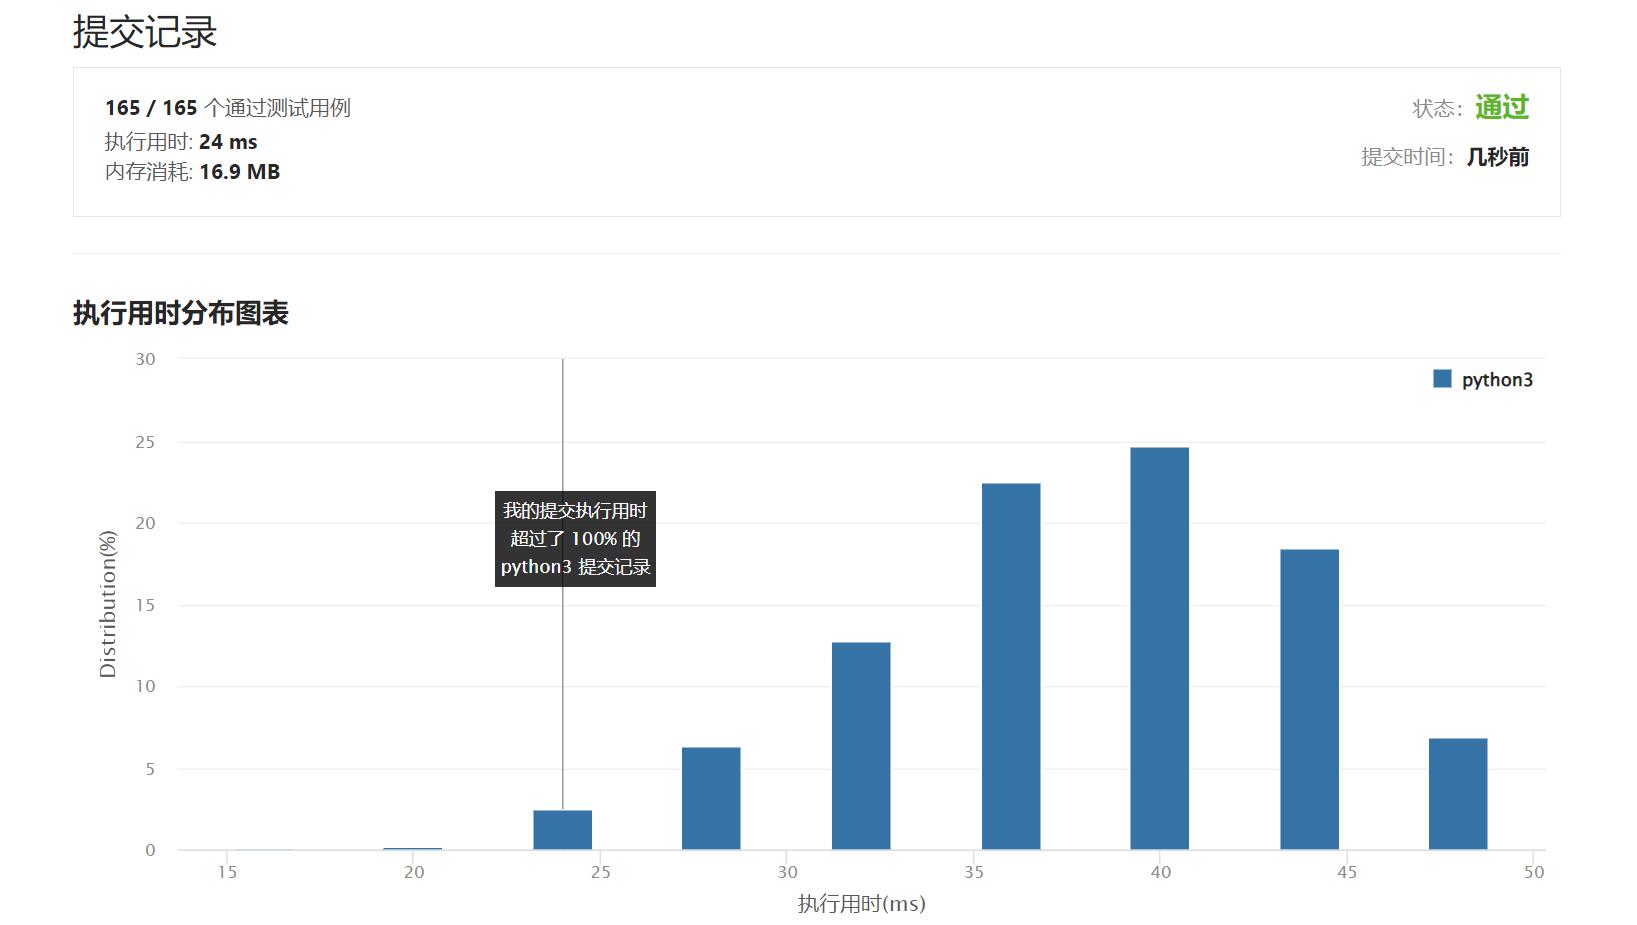 提交记录
165 / 165 个通过测试用例
状态：通过
执行用时: 24 ms
提交时间：几秒前
内存消耗: 16.9 MB
执行用时分布图表
30
25
20
15
10
5
0
Distribution(%)
python3
我的提交执行用时
超过了 100% 的
python3 提交记录
15 20 25 30 35 40 45 50
执行用时(ms)